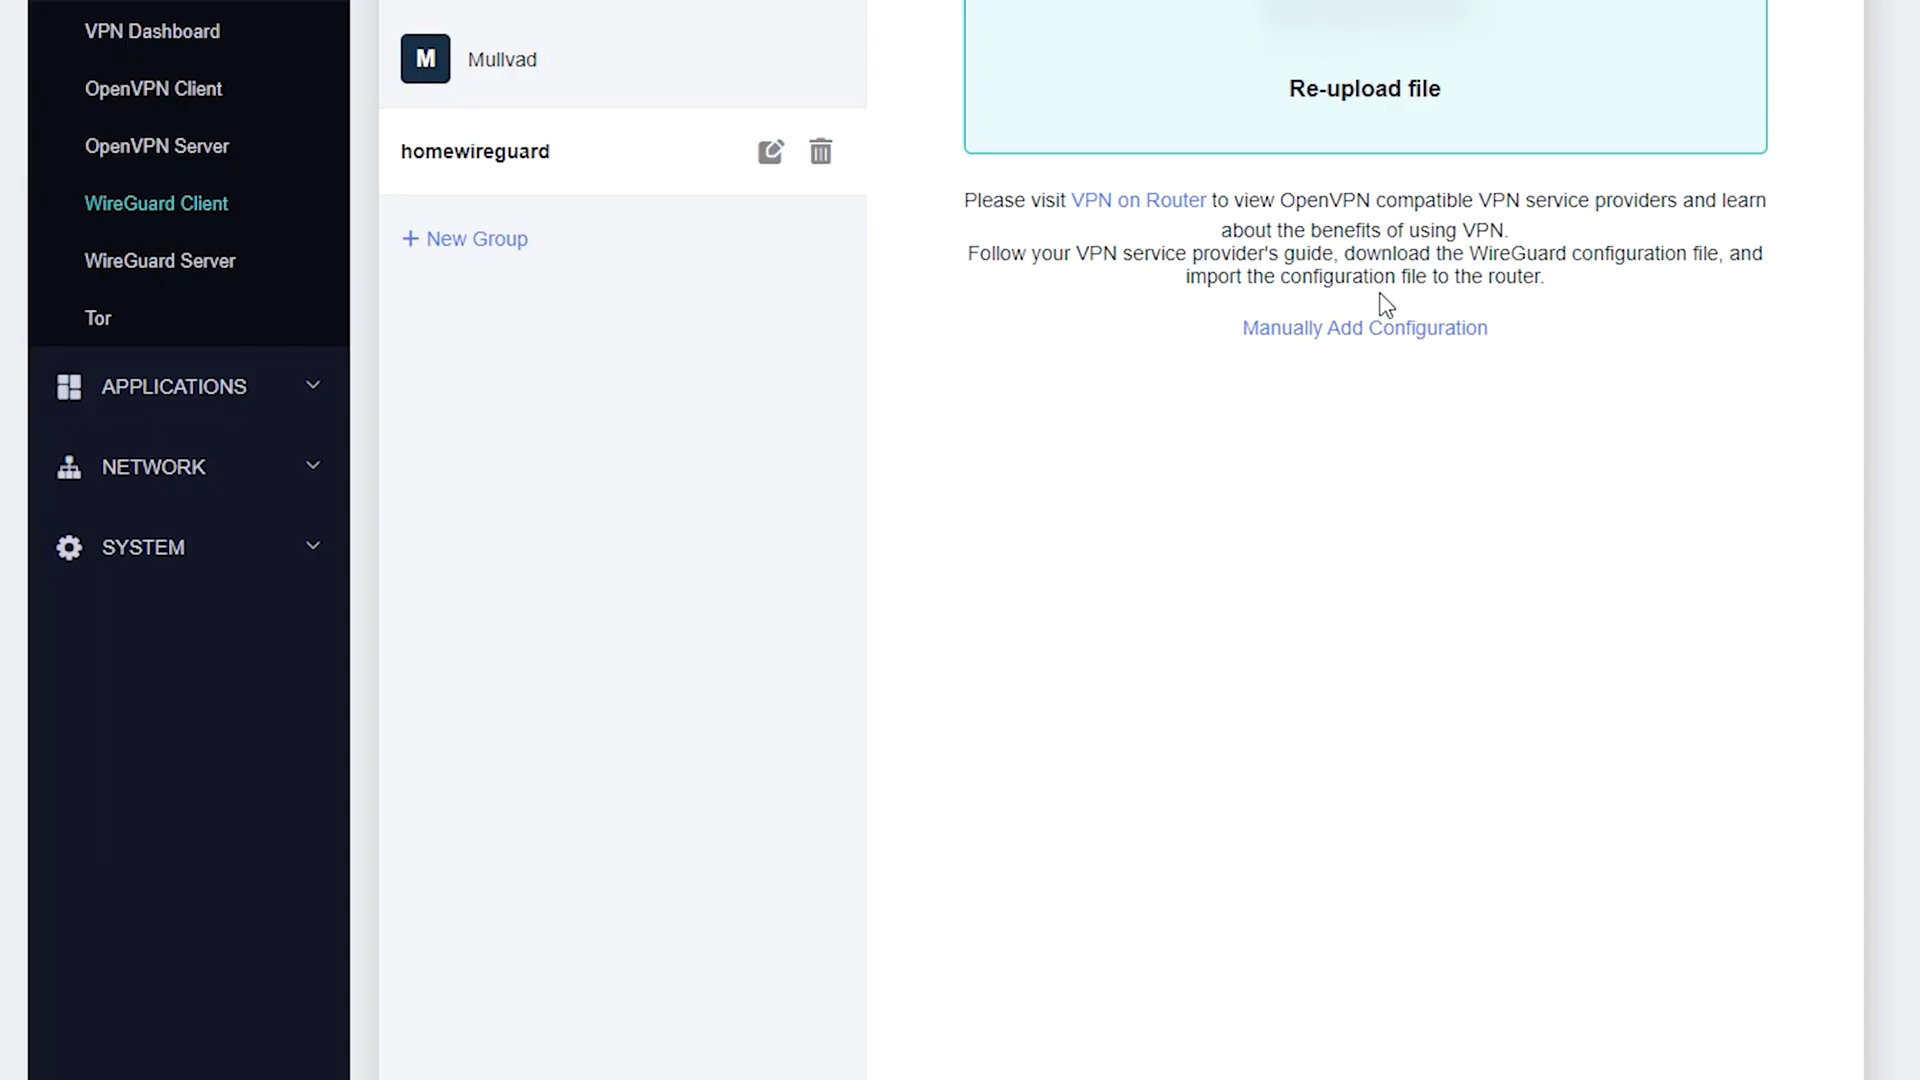 VPN Dashboard
OpenVPN Client
OpenVPN Server
WireGuard Client
WireGuard Server
Tor
APPLICATIONS
NETWORK
SYSTEM
M Mullvad
homewireguard
+ New Group
Re-upload file
Please visit VPN on Router to view OpenVPN compatible VPN service providers and learn
about the benefits of using VPN.
Follow your VPN service provider's guide, download the WireGuard configuration file, and
import the configuration file to the router.
Manually Add Configuration